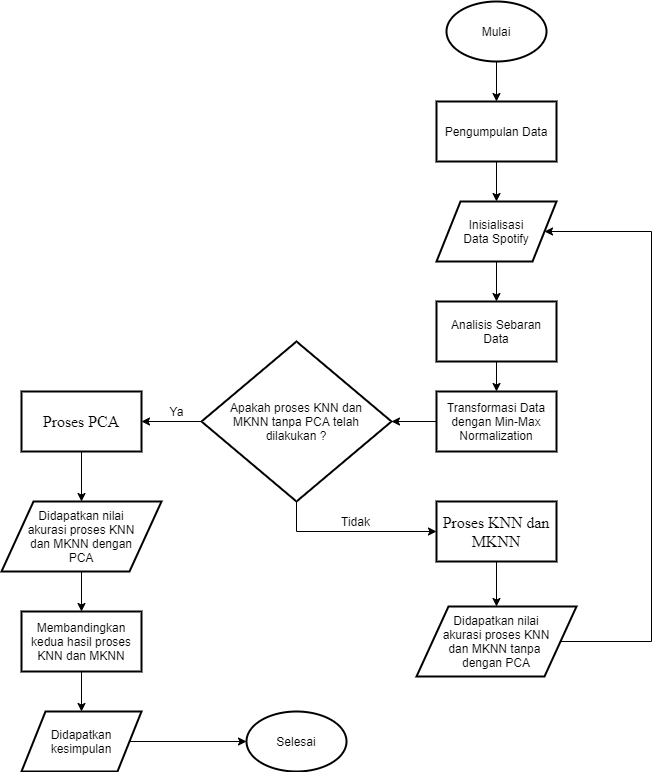 Mulai
Pengumpulan Data
Inisialisasi
Data Spotify
Analisis Sebaran
Data
Transformasi Data
dengan Min-Max
Normalization
Apakah proses KNN dan
MKNN tanpa PCA telah
dilakukan ?
Ya
Proses PCA
Tidak
Proses KNN dan
MKNN
Didapatkan nilai
akurasi proses KNN
dan MKNN tanpa
dengan PCA
Didapatkan nilai
akurasi proses KNN
dan MKNN dengan
PCA
Membandingkan
kedua hasil proses
KNN dan MKNN
Didapatkan
kesimpulan
Selesai